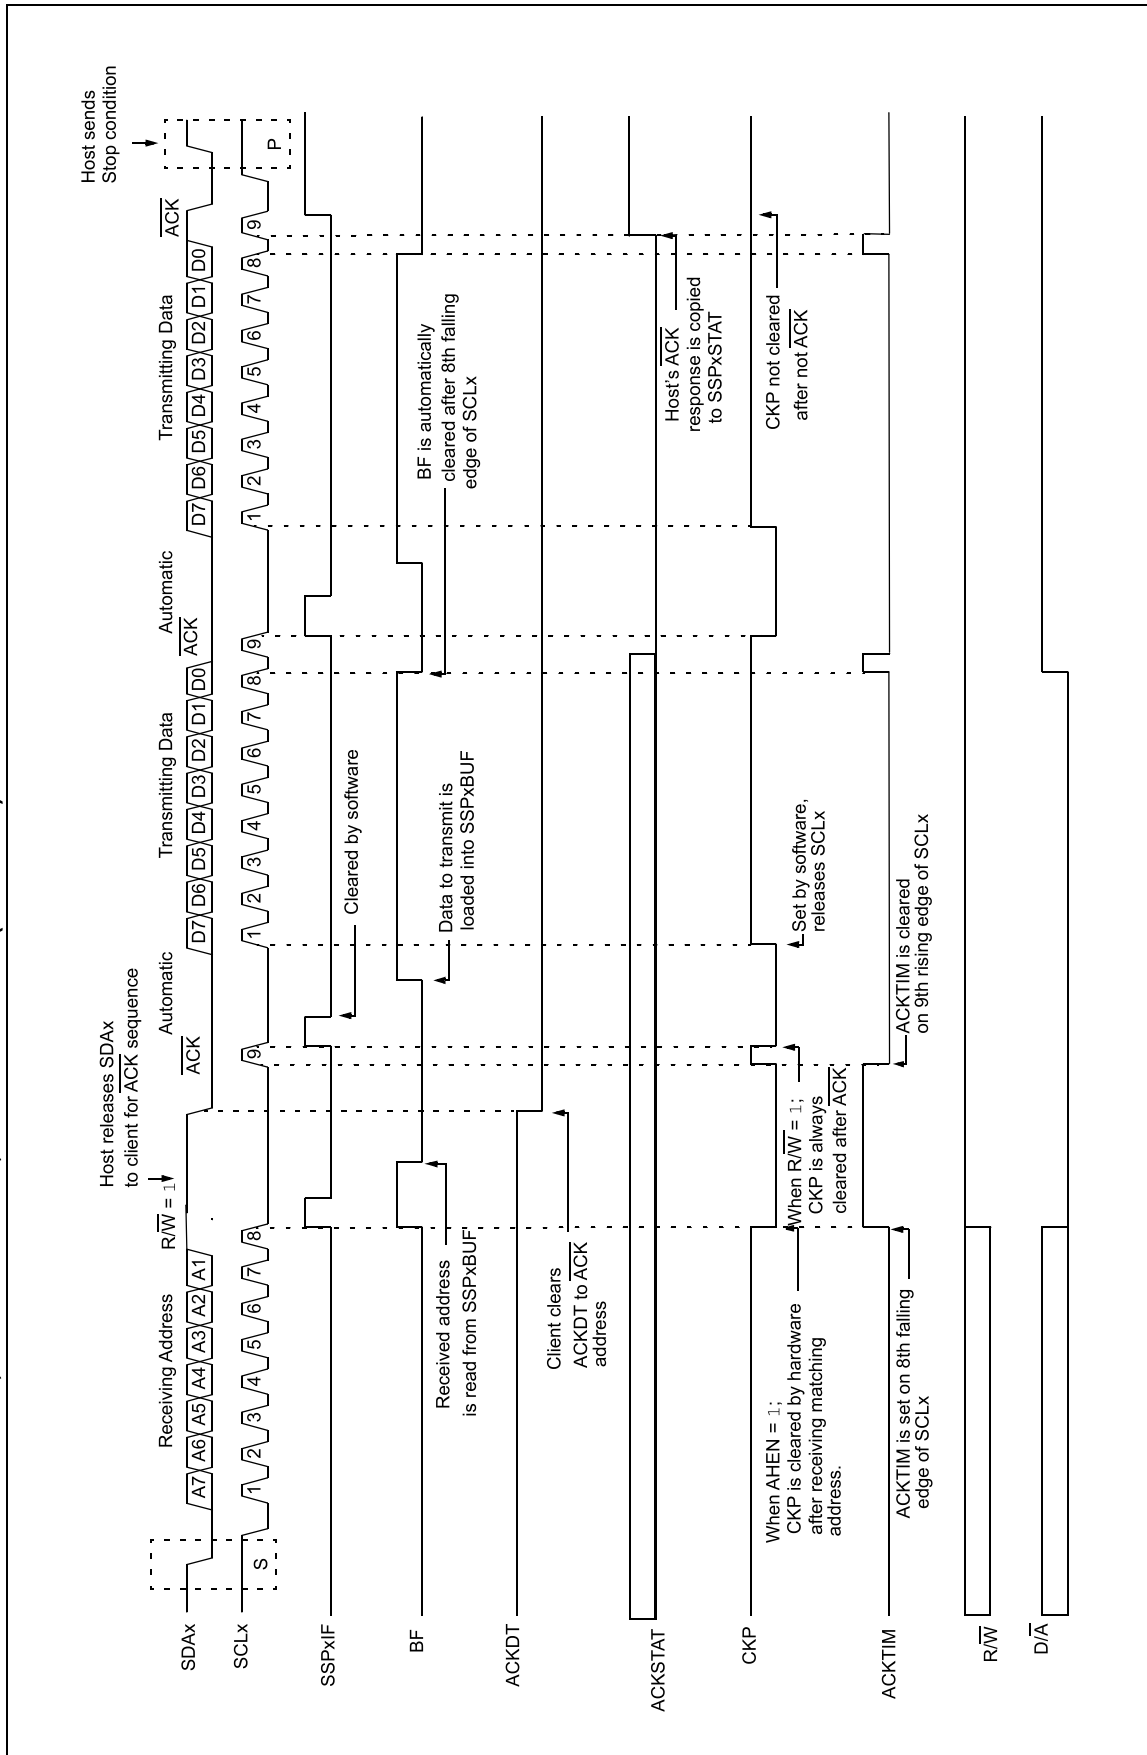 Host releases SDAx
to client for ACK sequence
Host sends
Stop condition
Receiving Address
R/W = 1
Automatic
Transmitting Data
Automatic
Transmitting Data
ACK
ACK
ACK
SDAx
A7 A6 A5 A4 A3 A2 A1
D7 D6 D5 D4 D3 D2 D1 D0
D7 D6 D5 D4 D3 D2 D1 D0
SCLx
S
1 2 3 4 5 6 7 8 9
1 2 3 4 5 6 7 8 9
1 2 3 4 5 6 7 8 9
P
SSPxIF
Cleared by software
BF
Received address
is read from SSPxBUF
Data to transmit is
loaded into SSPxBUF
BF is automatically
cleared after 8th falling
edge of SCLx
ACKDT
Client clears
ACKDT to ACK
address
ACKSTAT
Host's ACK
response is copied
to SSPxSTAT
CKP
When AHEN = 1;
CKP is cleared by hardware
after receiving matching
address.
When R/W = 1;
CKP is always
cleared after ACK
Set by software,
releases SCLx
CKP not cleared
after not ACK
ACKTIM
ACKTIM is set on 8th falling
edge of SCLx
ACKTIM is cleared
on 9th rising edge of SCLx
R/W
D/A